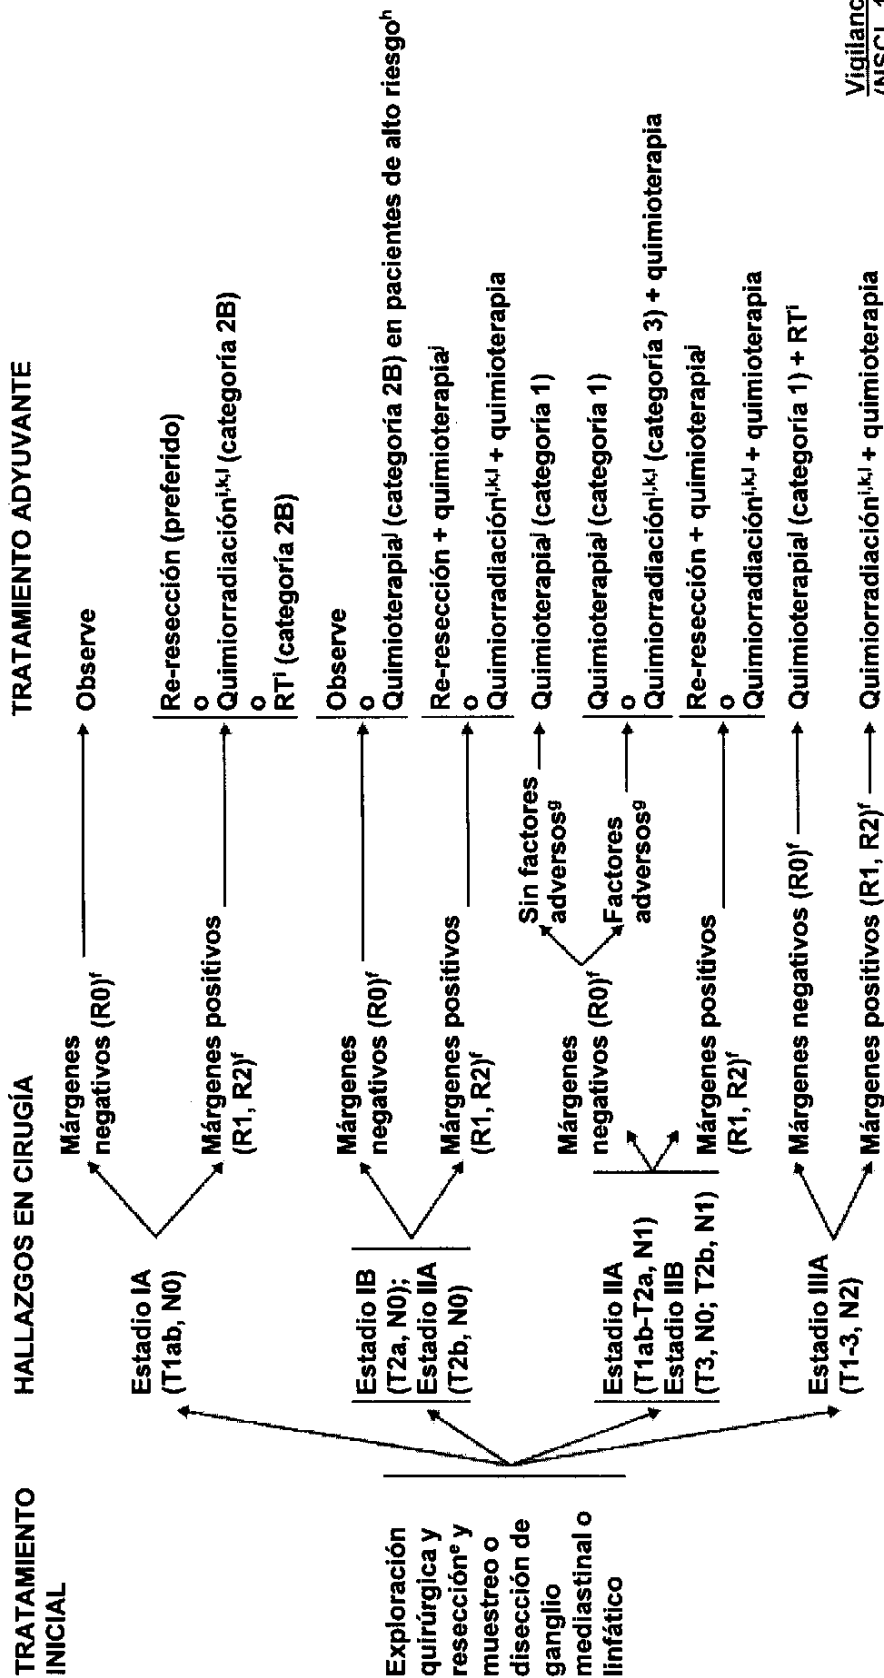 TRATAMIENTO
INICIAL
HALLAZGOS EN CIRUGÍA
TRATAMIENTO ADYUVANTE
Exploración
quirúrgica y
resecciónᵉ y
muestreo o
disección de
ganglio
mediastinal o
linfático
Estadio IA
(T1ab, N0)
Márgenes
negativos (R0)ᶠ
Observe
Márgenes positivos
(R1, R2)ᶠ
Re-resección (preferido)
o
Quimiorradiaciónⁱ,ᵏ,ˡ (categoría 2B)
o
RTⁱ (categoría 2B)
Estadio IB
(T2a, N0);
Estadio IIA
(T2b, N0)
Márgenes
negativos (R0)ᶠ
Observe
o
Quimioterapiaʲ (categoría 2B) en pacientes de alto riesgoʰ
Márgenes positivos
(R1, R2)ᶠ
Re-resección + quimioterapiaʲ
o
Quimiorradiaciónⁱ,ᵏ,ˡ + quimioterapia
Estadio IIA
(T1ab-T2a, N1)
Estadio IIB
(T3, N0; T2b, N1)
Márgenes
negativos (R0)ᶠ
Sin factores
adversosᵍ
Quimioterapiaʲ (categoría 1)
Factores
adversosᵍ
Quimioterapiaʲ (categoría 1)
o
Quimiorradiaciónⁱ,ᵏ,ˡ (categoría 3) + quimioterapia
Márgenes positivos
(R1, R2)ᶠ
Re-resección + quimioterapiaʲ
o
Quimiorradiaciónⁱ,ᵏ,ˡ + quimioterapia
Estadio IIIA
(T1-3, N2)
Márgenes negativos (R0)ᶠ
Quimioterapiaʲ (categoría 1) + RTⁱ
Márgenes positivos (R1, R2)ᶠ
Quimiorradiaciónⁱ,ᵏ,ˡ + quimioterapia
Vigilanc
(NSCL